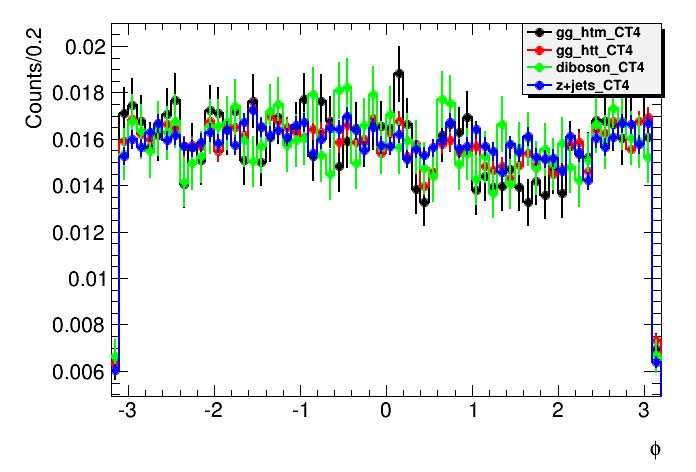 Counts/0.2
0.02
0.018
0.016
0.014
0.012
0.01
0.008
0.006
gg_htm_CT4
gg_htt_CT4
diboson_CT4
z+jets_CT4
-3 -2 -1 0 1 2 3
ϕ